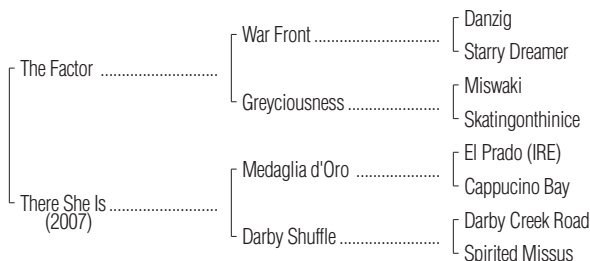 Danzig
War Front ..............................
Starry Dreamer
The Factor ............................
Miswaki
Greyciousness ......................
Skatingonthinice
El Prado (IRE)
Medaglia d'Oro ....................
Cappucino Bay
There She Is ..........................
(2007)
Darby Creek Road
Darby Shuffle ........................
Spirited Missus